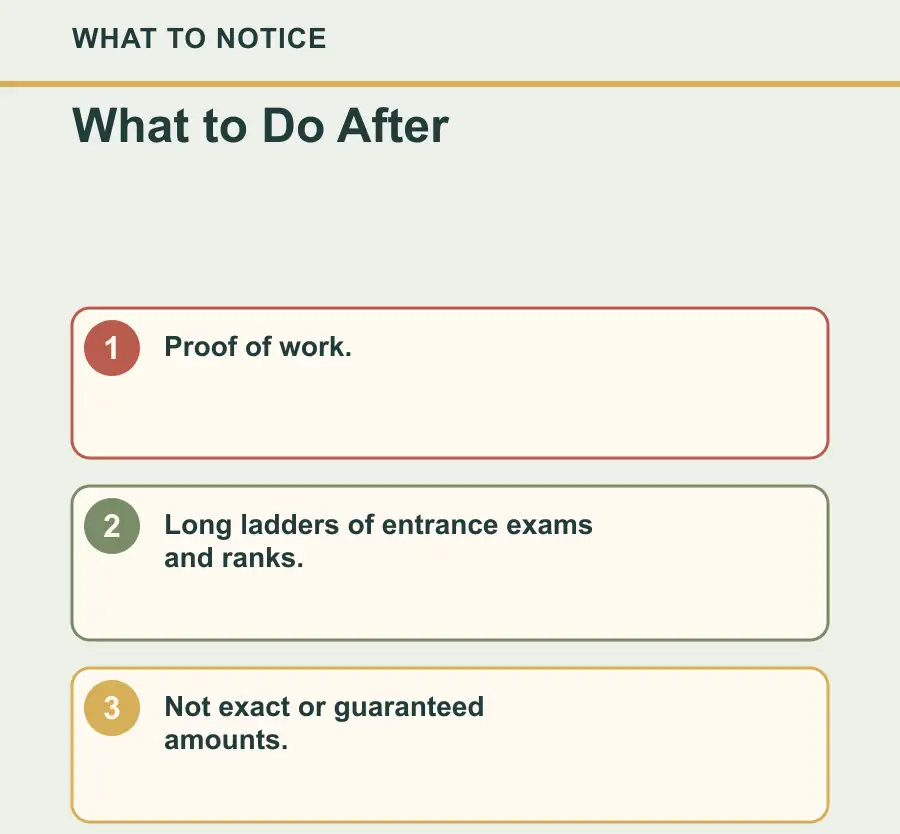 WHAT TO NOTICE
What to Do After
1
Proof of work.
2
Long ladders of entrance exams
and ranks.
3
Not exact or guaranteed
amounts.